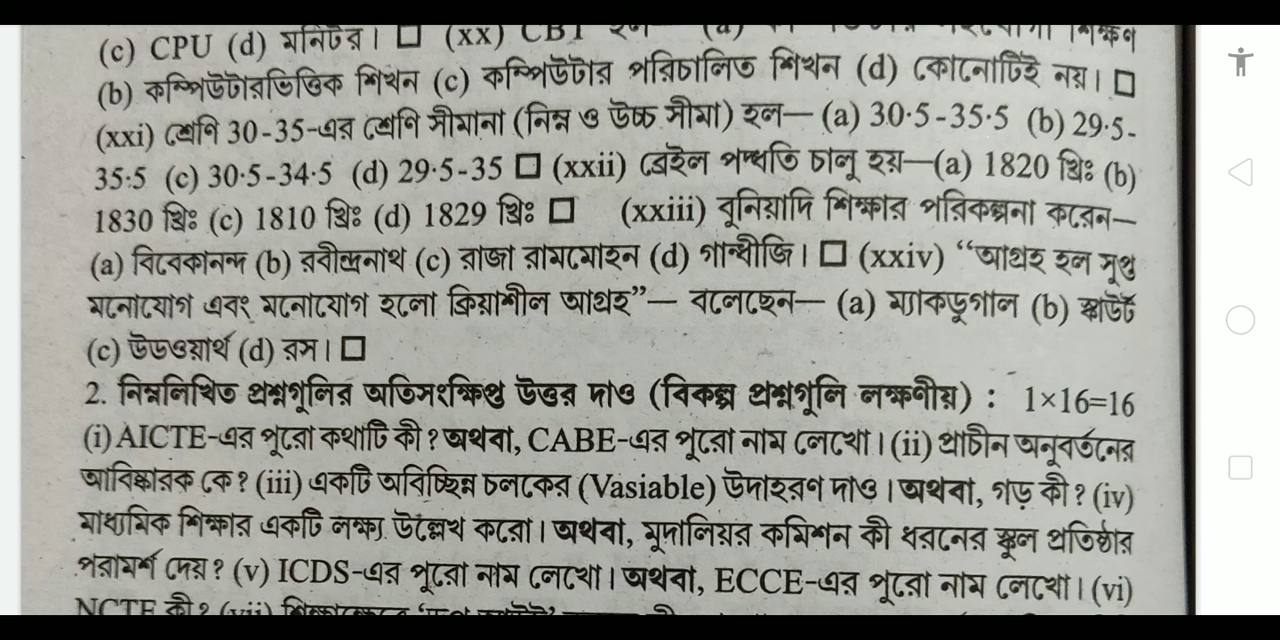 (c) CPU (d) মনিটর। □ (xx) CBT হল— (a)
(b) কম্পিউটারভিত্তিক শিখন (c) কম্পিউটার পরিচালিত শিখন (d) কোনোটিই নয়। □
(xxi) শ্রেণি 30-35-এর শ্রেণি সীমানা (নিম্ন ও উচ্চ সীমা) হল— (a) 30·5-35·5 (b) 29·5-
35·5 (c) 30·5-34·5 (d) 29·5-35 □ (xxii) ব্রেইল পদ্ধতি চালু হয়—(a) 1820 খ্রিঃ (b)
1830 খ্রিঃ (c) 1810 খ্রিঃ (d) 1829 খ্রিঃ □ (xxiii) বুনিয়াদি শিক্ষার পরিকল্পনা করেন—
(a) বিবেকানন্দ (b) রবীন্দ্রনাথ (c) রাজা রামমোহন (d) গান্ধীজি। □ (xxiv) “আগ্রহ হল সুপ্ত
মনোযোগ এবং মনোযোগ হলো ক্রিয়াশীল আগ্রহ”— বলেছেন— (a) ম্যাকডুগাল (b) স্কাউট
(c) উডওয়ার্থ (d) রস। □
2. নিম্নলিখিত প্রশ্নগুলির অতিসংক্ষিপ্ত উত্তর দাও (বিকল্প প্রশ্নগুলি লক্ষণীয়) : 1×16=16
(i) AICTE-এর পুরো কথাটি কী? অথবা, CABE-এর পুরো নাম লেখো। (ii) প্রাচীন অনুবর্তনের
আবিষ্কারক কে? (iii) একটি অবিচ্ছিন্ন চলকের (Vasiable) উদাহরণ দাও। অথবা, গড় কী? (iv)
মাধ্যমিক শিক্ষার একটি লক্ষ্য উল্লেখ করো। অথবা, মুদালিয়র কমিশন কী ধরনের স্কুল প্রতিষ্ঠার
পরামর্শ দেয়? (v) ICDS-এর পুরো নাম লেখো। অথবা, ECCE-এর পুরো নাম লেখো। (vi)
NCTE কী? (vii)